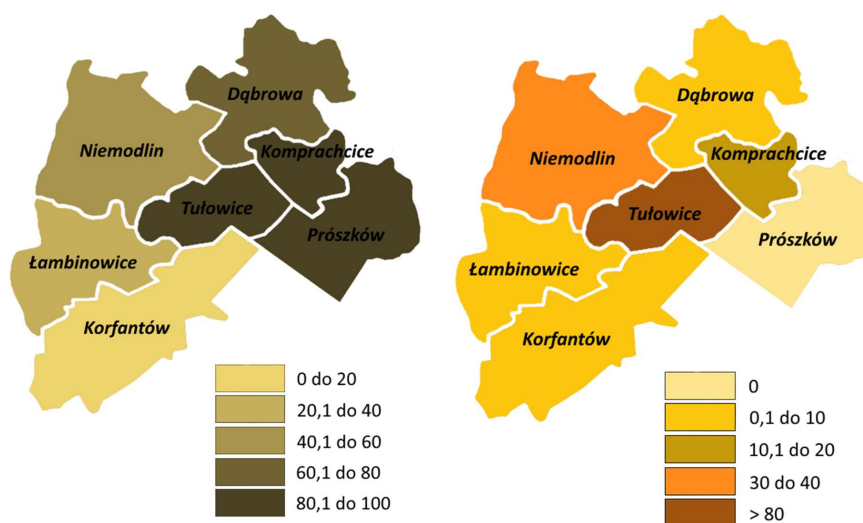 Dąbrowa
Niemodlin
Komprachcice
Tułowice
Prószków
Łambinowice
Korfantów
0 do 20
20,1 do 40
40,1 do 60
60,1 do 80
80,1 do 100
Dąbrowa
Niemodlin
Komprachcice
Tułowice
Prószków
Łambinowice
Korfantów
0
0,1 do 10
10,1 do 20
30 do 40
> 80